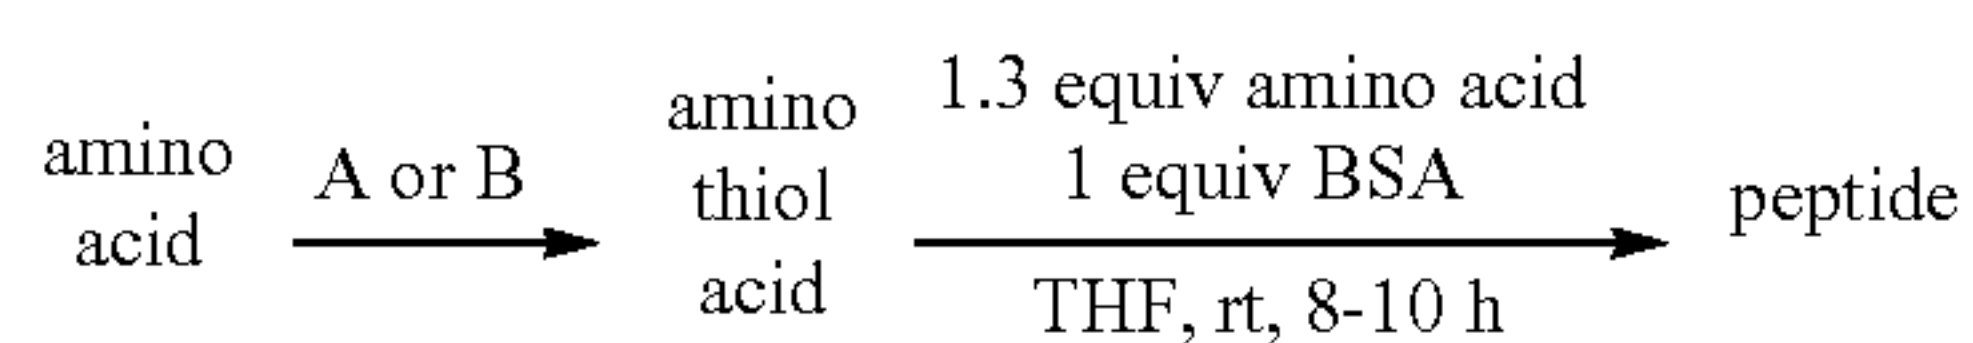 amino
acid
A or B
amino
thiol
acid
1.3 equiv amino acid
1 equiv BSA
THF, rt, 8-10 h
peptide